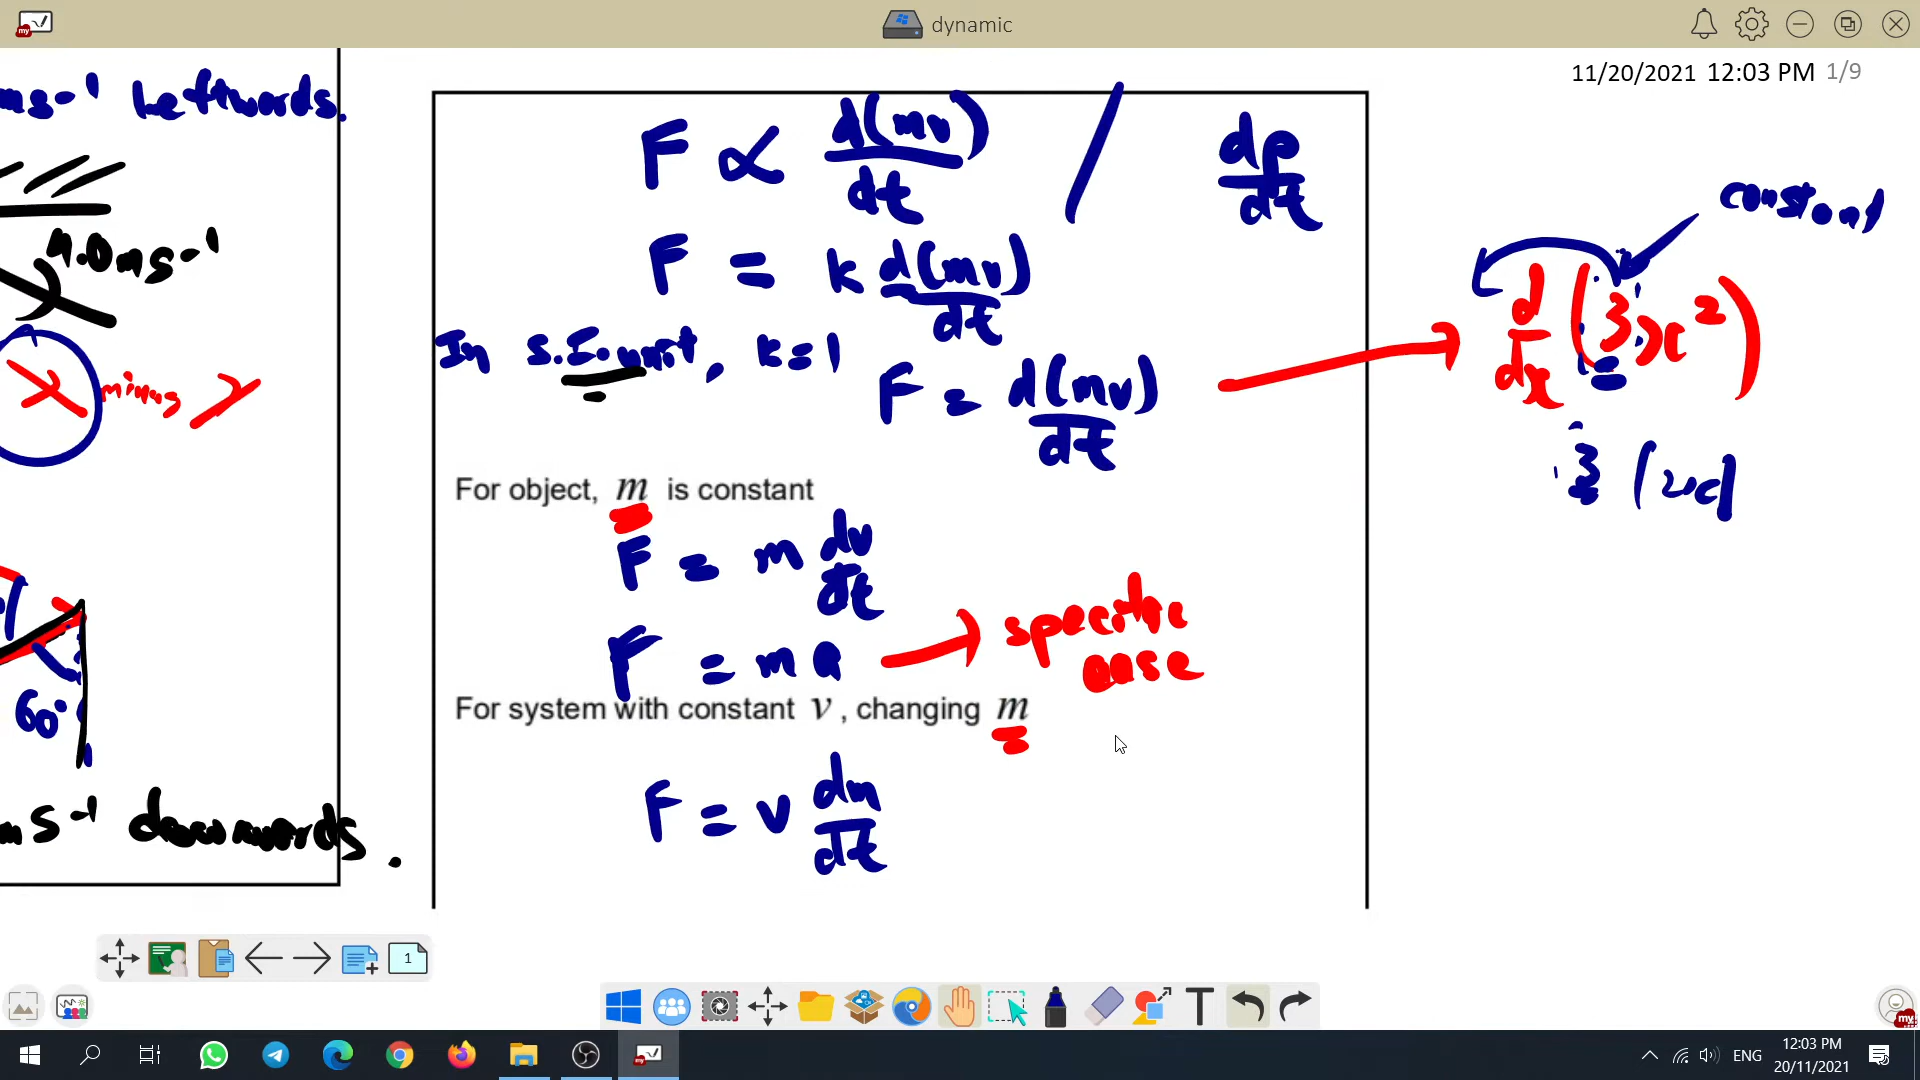 dynamic
11/20/2021 12:03 PM 1/9
ms⁻¹ Leftwards.
4.0ms⁻¹
minus
60°
ms⁻¹ downwards.
F ∝ d(mv)/dt / dp/dt
F = k d(mv)/dt
In S.I. unit, k=1
F = d(mv)/dt
For object, m is constant
F = m dv/dt
F = ma → specific case
For system with constant v, changing m
F = v dm/dt
constant
d/dx (3x²)
3 (2x)
1
T
ENG
12:03 PM
20/11/2021